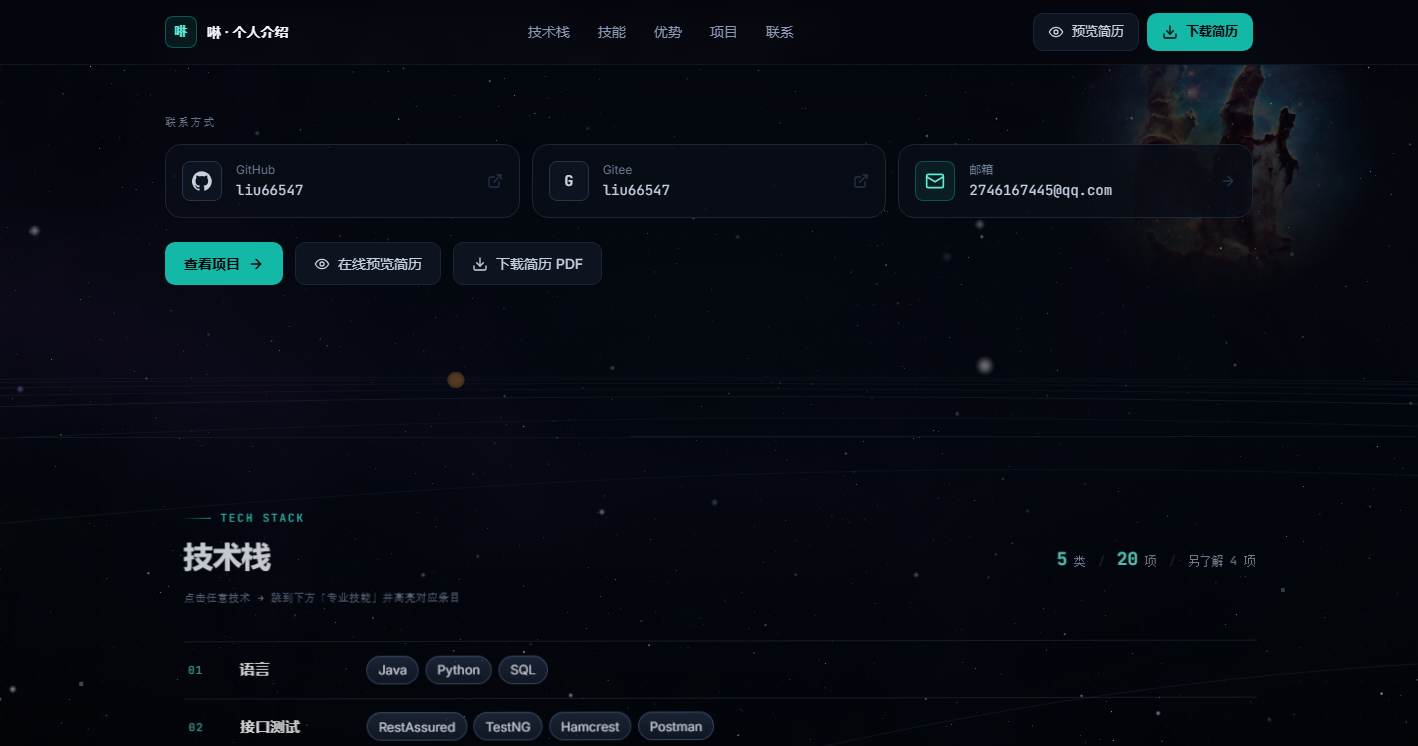 咻 咻 · 个人介绍 技术栈 技能 优势 项目 联系 预览简历 下载简历
联系方式
GitHub
liu66547
G
Gitee
liu66547
邮箱
2746167445@qq.com
查看项目 → 在线预览简历 下载简历 PDF
TECH STACK
技术栈
5 类 / 20 项 / 另了解 4 项
点击任意技术 → 跳到下方「专业技能」并高亮对应条目
01 语言 Java Python SQL
02 接口测试 RestAssured TestNG Hamcrest Postman